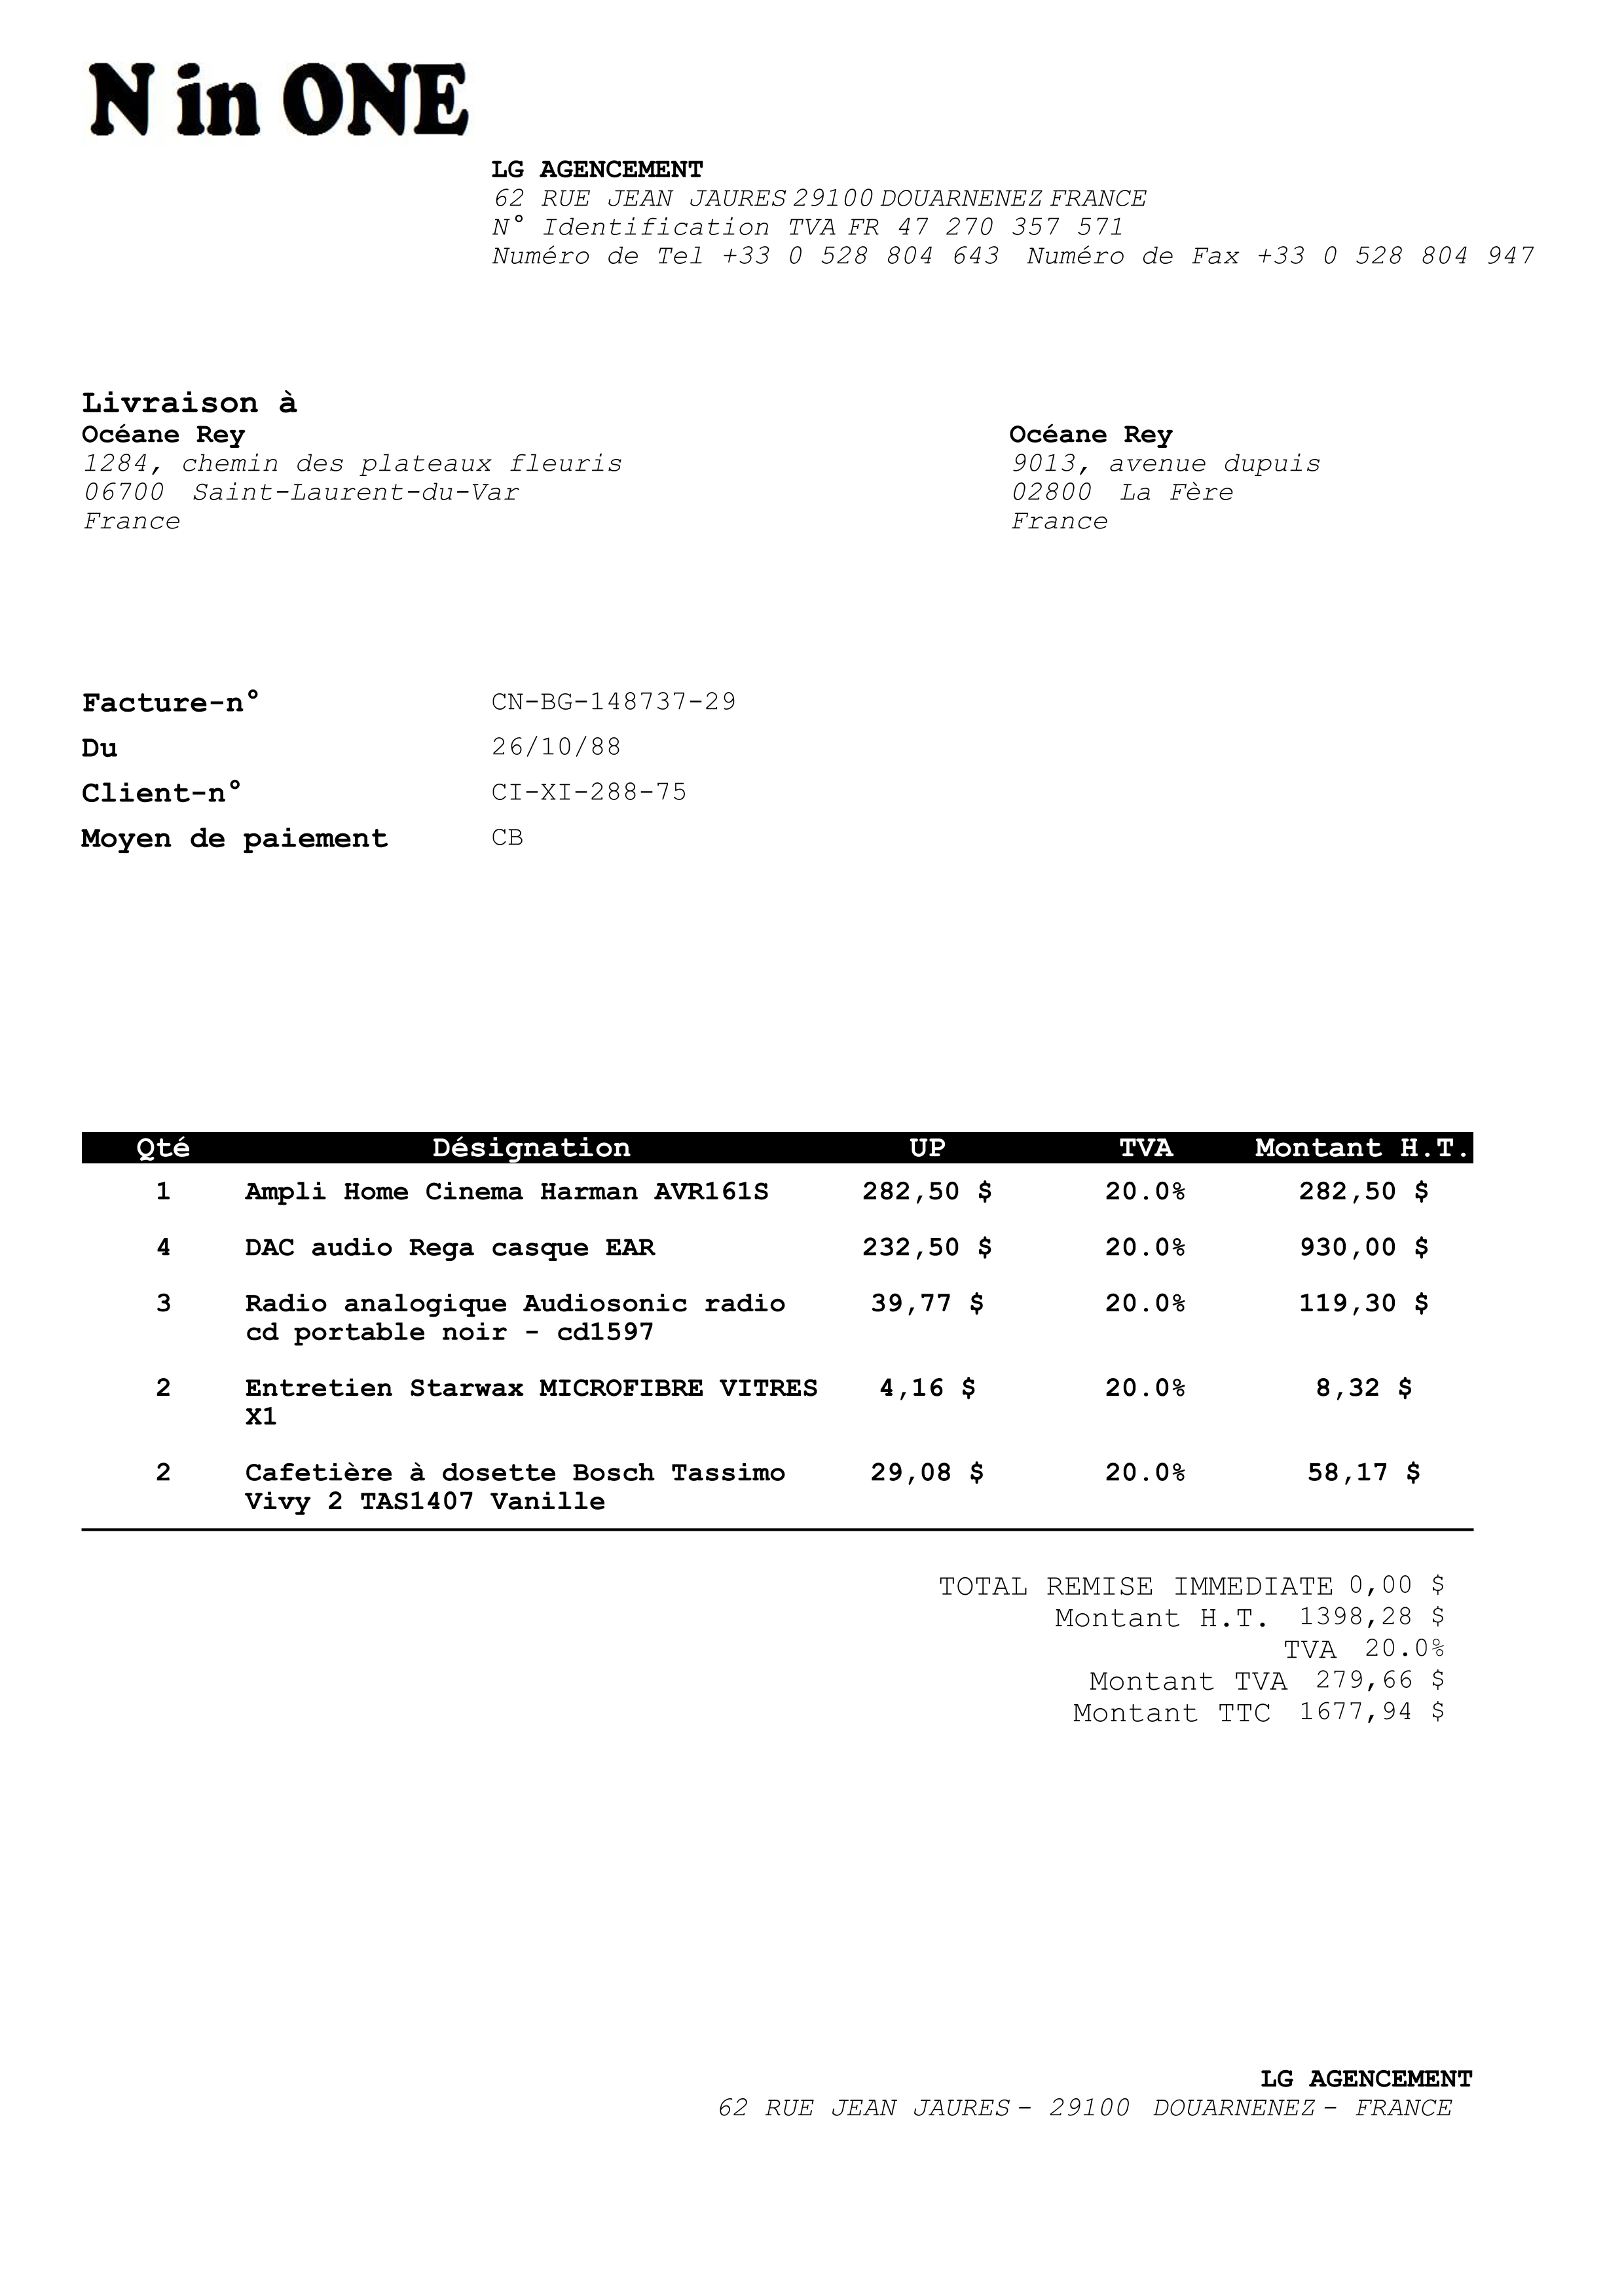 N in ONE
LG AGENCEMENT
62 RUE JEAN JAURES 29100 DOUARNENEZ FRANCE
N° Identification TVA FR 47 270 357 571
Numéro de Tel +33 0 528 804 643 Numéro de Fax +33 0 528 804 947
Livraison à
Océane Rey
1284, chemin des plateaux fleuris
06700 Saint-Laurent-du-Var
France
Océane Rey
9013, avenue dupuis
02800 La Fère
France
Facture-n° CN-BG-148737-29
Du 26/10/88
Client-n° CI-XI-288-75
Moyen de paiement CB
Qté Désignation UP TVA Montant H.T.
1 Ampli Home Cinema Harman AVR161S 282,50 $ 20.0% 282,50 $
4 DAC audio Rega casque EAR 232,50 $ 20.0% 930,00 $
3 Radio analogique Audiosonic radio 39,77 $ 20.0% 119,30 $
cd portable noir - cd1597
2 Entretien Starwax MICROFIBRE VITRES 4,16 $ 20.0% 8,32 $
X1
2 Cafetière à dosette Bosch Tassimo 29,08 $ 20.0% 58,17 $
Vivy 2 TAS1407 Vanille
TOTAL REMISE IMMEDIATE 0,00 $
Montant H.T. 1398,28 $
TVA 20.0%
Montant TVA 279,66 $
Montant TTC 1677,94 $
LG AGENCEMENT
62 RUE JEAN JAURES - 29100 DOUARNENEZ - FRANCE